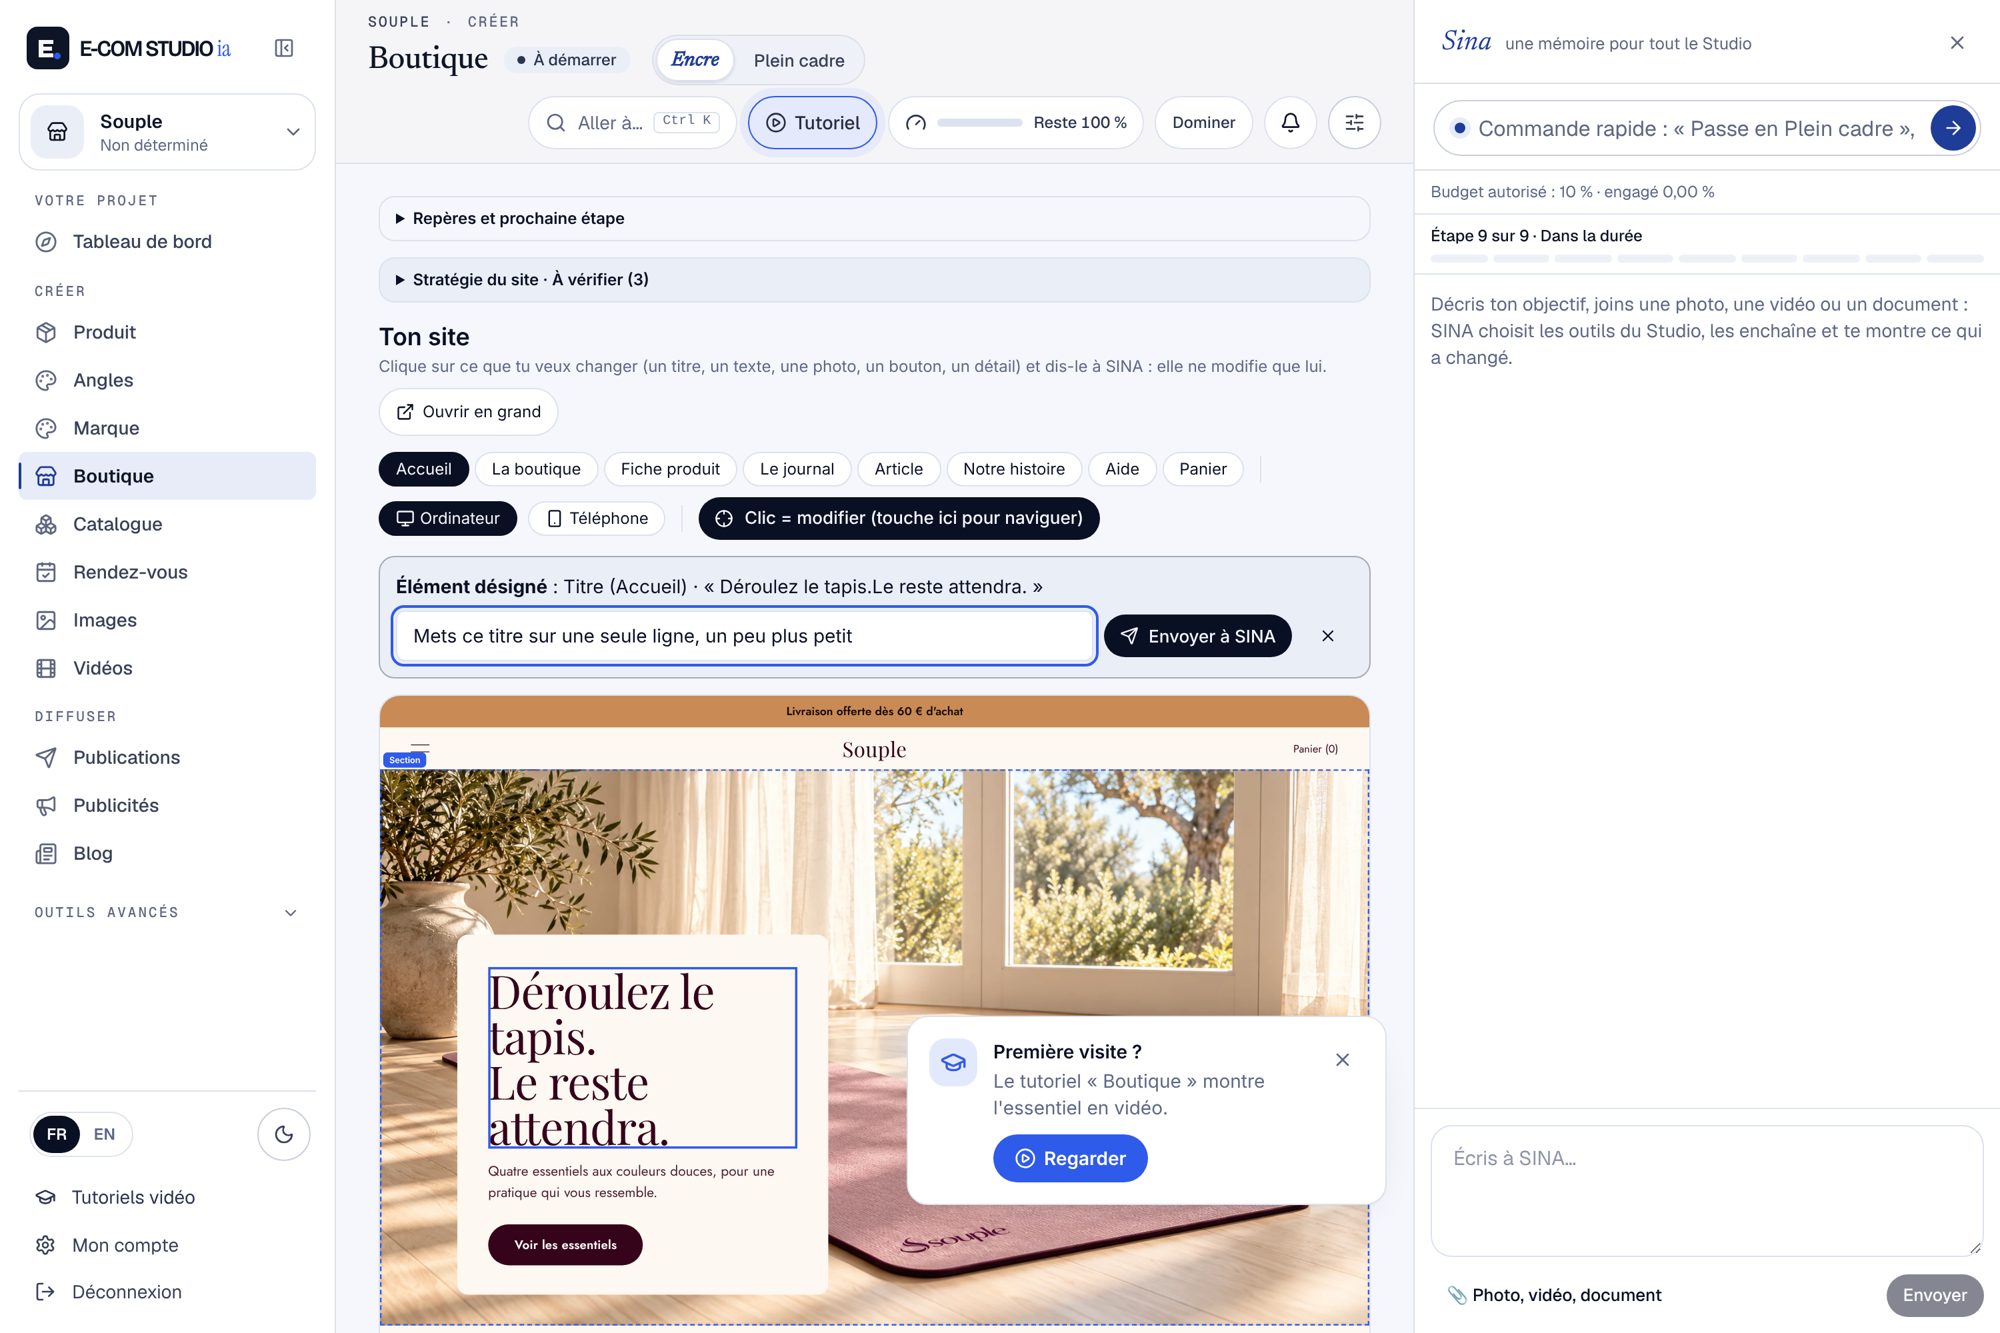 E. E-COM STUDIO ia
Souple
Non déterminé
VOTRE PROJET
Tableau de bord
CRÉER
Produit
Angles
Marque
Boutique
Catalogue
Rendez-vous
Images
Vidéos
DIFFUSER
Publications
Publicités
Blog
OUTILS AVANCÉS
FR EN
Tutoriels vidéo
Mon compte
Déconnexion
SOUPLE · CRÉER
Boutique À démarrer Encre Plein cadre
Aller à... Ctrl K Tutoriel Reste 100 % Dominer
Repères et prochaine étape
Stratégie du site · À vérifier (3)
Ton site
Clique sur ce que tu veux changer (un titre, un texte, une photo, un bouton, un détail) et dis-le à SINA : elle ne modifie que lui.
Ouvrir en grand
Accueil La boutique Fiche produit Le journal Article Notre histoire Aide Panier
Ordinateur Téléphone Clic = modifier (touche ici pour naviguer)
Élément désigné : Titre (Accueil) · « Déroulez le tapis.Le reste attendra. »
Mets ce titre sur une seule ligne, un peu plus petit Envoyer à SINA
Livraison offerte dès 60 € d'achat
Souple Panier (0)
Section
Déroulez le
tapis.
Le reste
attendra.
Quatre essentiels aux couleurs douces, pour une
pratique qui vous ressemble.
Voir les essentiels
souple
Première visite ?
Le tutoriel « Boutique » montre
l'essentiel en vidéo.
Regarder
Sina une mémoire pour tout le Studio
Commande rapide : « Passe en Plein cadre »,
Budget autorisé : 10 % · engagé 0,00 %
Étape 9 sur 9 · Dans la durée
Décris ton objectif, joins une photo, une vidéo ou un document :
SINA choisit les outils du Studio, les enchaîne et te montre ce qui
a changé.
Écris à SINA...
Photo, vidéo, document Envoyer